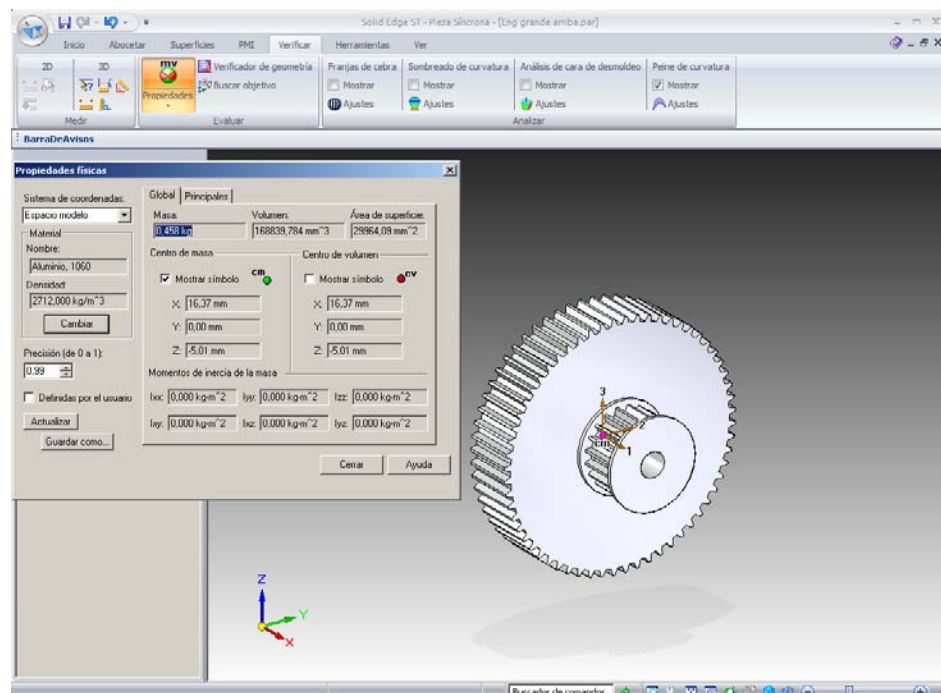 Solid Edge ST - Pieza Síncrona - [Eng grande arriba.par]
Inicio Abocetar Superficies PMI Verificar Herramientas Ver
2D 3D
Medir
Propiedades
Verificador de geometría
Buscar objetivo
Evaluar
Franjas de cebra
Mostrar
Ajustes
Sombreado de curvatura
Mostrar
Ajustes
Análisis de cara de desmoldeo
Mostrar
Ajustes
Peine de curvatura
Mostrar
Ajustes
Analizar
BarraDeAvisos
Propiedades físicas
Sistema de coordenadas:
Espacio modelo
Material
Nombre:
Aluminio, 1060
Densidad:
2712,000 kg/m^3
Cambiar
Precisión (de 0 a 1):
0.99
Definidas por el usuario
Actualizar
Guardar como...
Global Principales
Masa: Volumen: Área de superficie:
0,458 kg 168839,784 mm^3 29964,09 mm^2
Centro de masa
Mostrar símbolo cm
X: 16,37 mm
Y: 0,00 mm
Z: -5,01 mm
Centro de volumen
Mostrar símbolo cv
X: 16,37 mm
Y: 0,00 mm
Z: -5,01 mm
Momentos de inercia de la masa
Ixx: 0,000 kg-m^2 Iyy: 0,000 kg-m^2 Izz: 0,000 kg-m^2
Ixy: 0,000 kg-m^2 Ixz: 0,000 kg-m^2 Iyz: 0,000 kg-m^2
Cerrar Ayuda
3
2
cm
1
Z
Y
X
Buscador de comandos